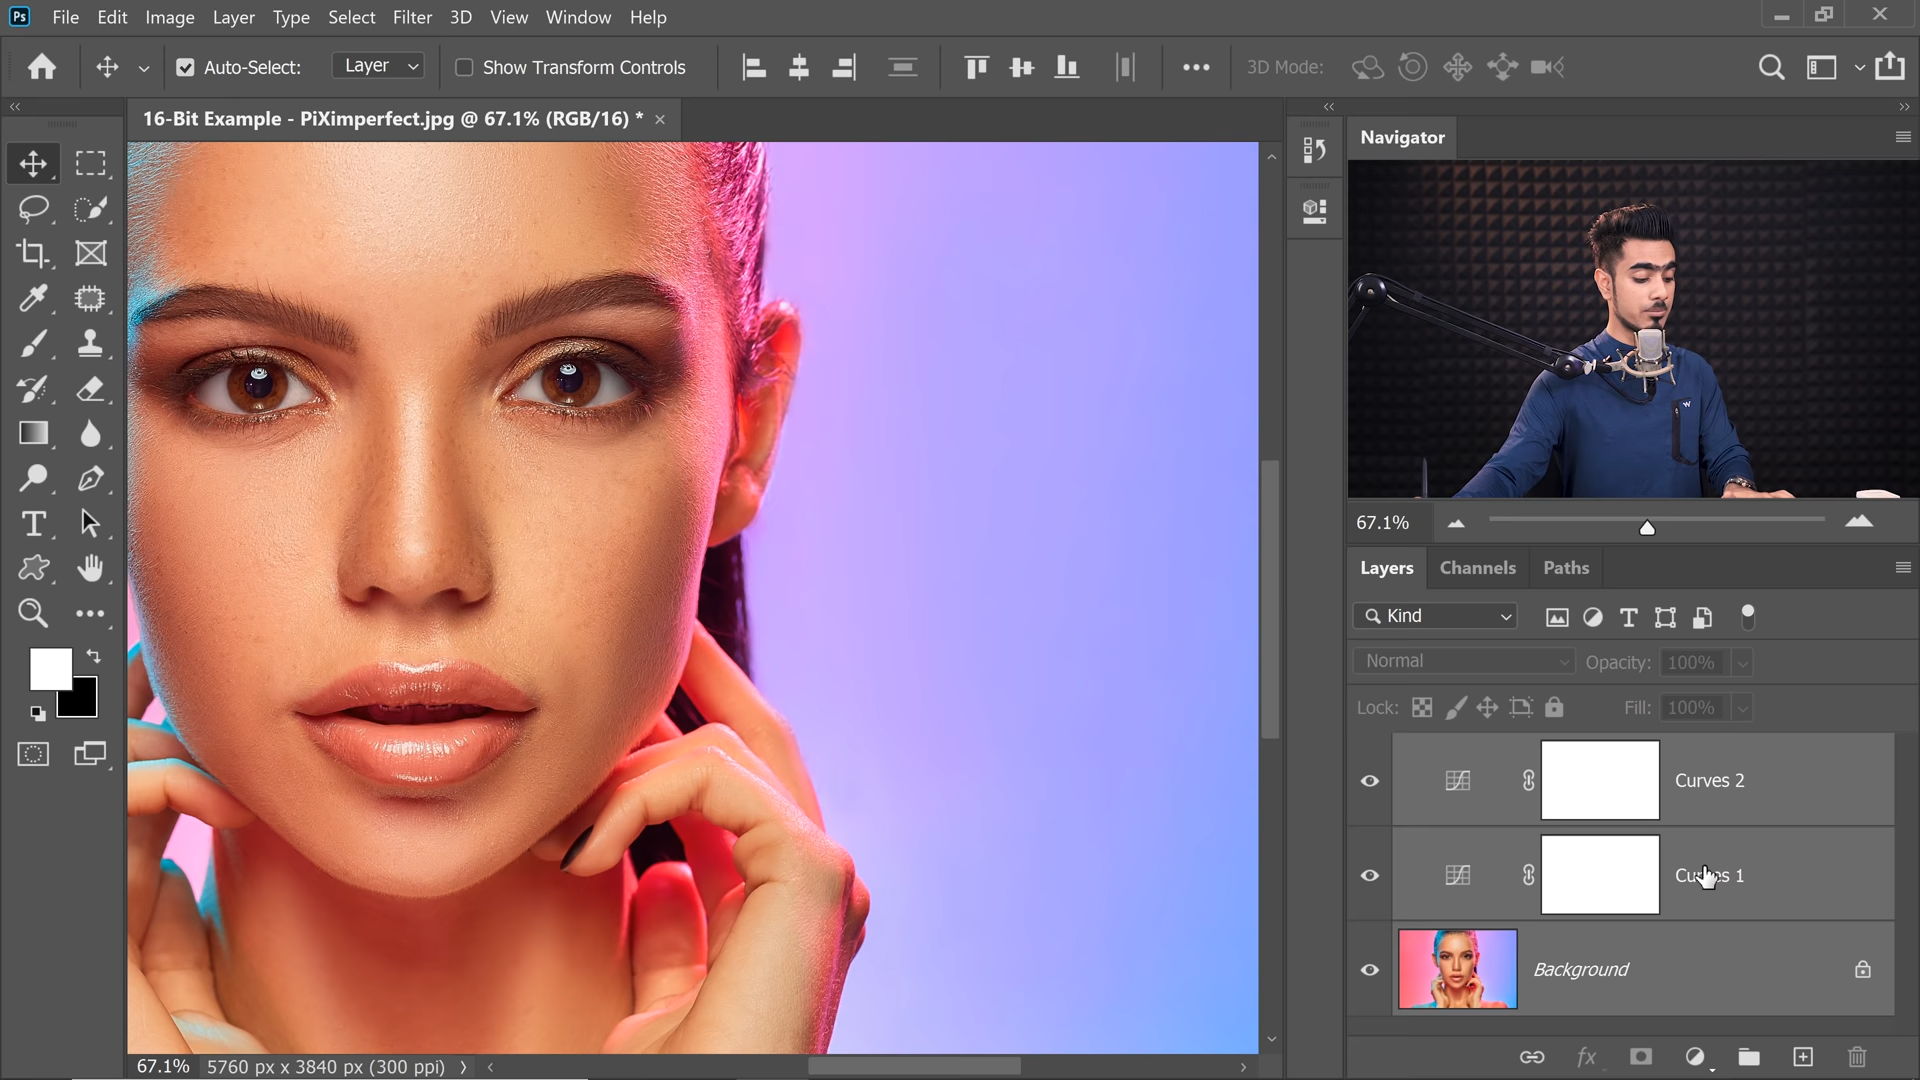 Ps File Edit Image Layer Type Select Filter 3D View Window Help
Auto-Select: Layer Show Transform Controls 3D Mode:
16-Bit Example - PiXimperfect.jpg @ 67.1% (RGB/16) * ×
Navigator
67.1%
Layers Channels Paths
Kind
Normal Opacity: 100%
Lock: Fill: 100%
Curves 2
Curves 1
Background
67.1% 5760 px x 3840 px (300 ppi)
fx